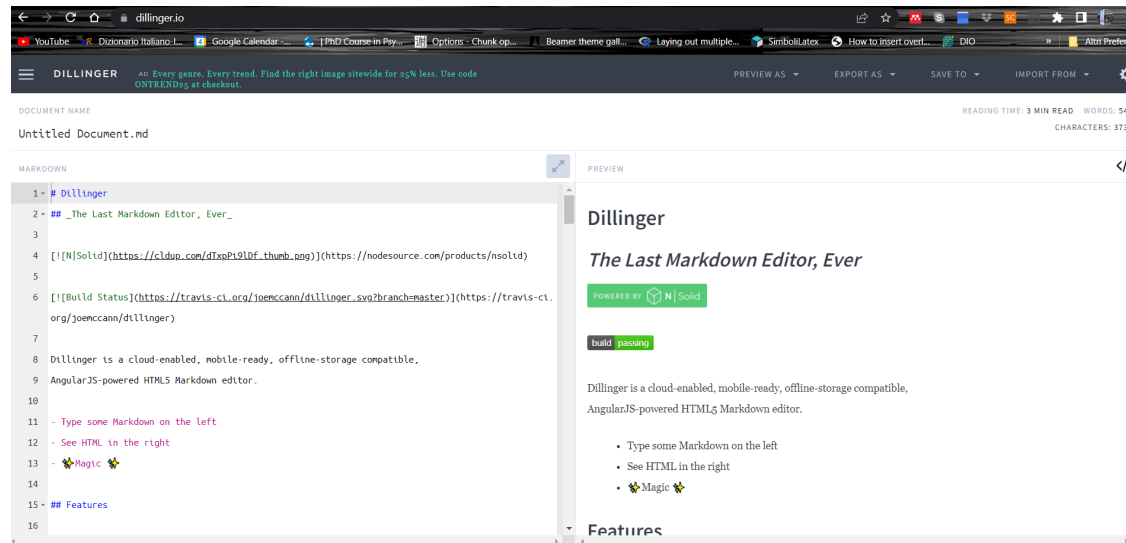 dillinger.io
YouTube Dizionario Italiano-I... Google Calendar -... | PhD Course in Psy... Options - Chunk op... Beamer theme gall... Laying out multiple... SimboliLatex How to insert overl... DIO » Altri Prefer
DILLINGER AD Every genre. Every trend. Find the right image sitewide for 25% less. Use code PREVIEW AS EXPORT AS SAVE TO IMPORT FROM
ONTREND25 at checkout.
DOCUMENT NAME READING TIME: 3 MIN READ WORDS: 54
Untitled Document.md CHARACTERS: 373
MARKDOWN PREVIEW </
1 # Dillinger
2 ## _The Last Markdown Editor, Ever_
3
4 [![N|Solid](https://cldup.com/dTxpPi9lDf.thumb.png)](https://nodesource.com/products/nsolid)
5
6 [![Build Status](https://travis-ci.org/joemccann/dillinger.svg?branch=master)](https://travis-ci.
org/joemccann/dillinger)
7
8 Dillinger is a cloud-enabled, mobile-ready, offline-storage compatible,
9 AngularJS-powered HTML5 Markdown editor.
10
11 - Type some Markdown on the left
12 - See HTML in the right
13 - ✨Magic ✨
14
15 ## Features
16
Dillinger
The Last Markdown Editor, Ever
POWERED BY N|Solid
build passing
Dillinger is a cloud-enabled, mobile-ready, offline-storage compatible,
AngularJS-powered HTML5 Markdown editor.
• Type some Markdown on the left
• See HTML in the right
• ✨Magic ✨
Features